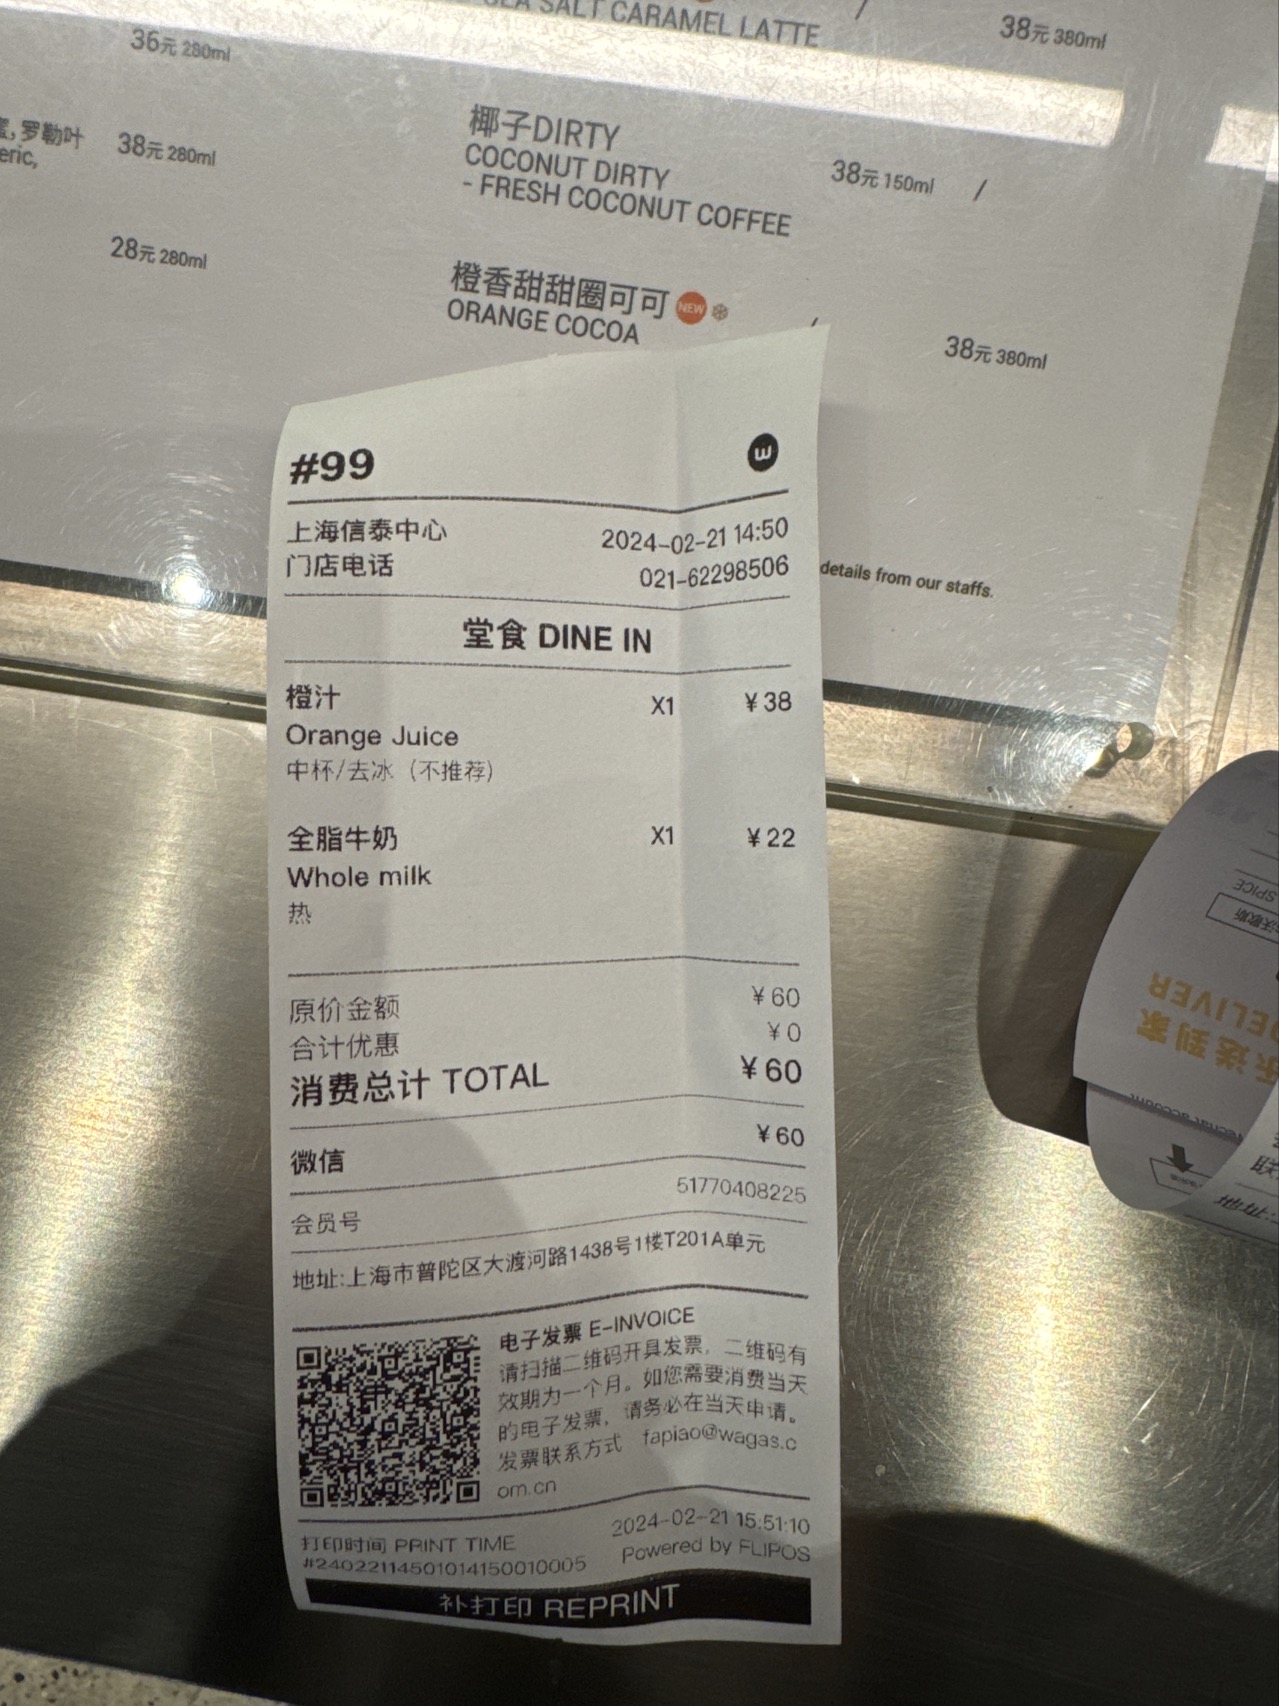 SEA SALT CARAMEL LATTE / 38元 380ml
36元 280ml
罗勒叶 38元 280ml
eric,
28元 280ml
椰子DIRTY
COCONUT DIRTY
- FRESH COCONUT COFFEE
38元 150ml /
橙香甜甜圈可可 NEW
ORANGE COCOA
/ 38元 380ml
details from our staffs.
#99
上海信泰中心 2024-02-21 14:50
门店电话 021-62298506
堂食 DINE IN
橙汁 X1 ¥38
Orange Juice
中杯/去冰（不推荐）
全脂牛奶 X1 ¥22
Whole milk
热
原价金额 ¥60
合计优惠 ¥0
消费总计 TOTAL ¥60
微信 ¥60
会员号 51770408225
地址:上海市普陀区大渡河路1438号1楼T201A单元
电子发票 E-INVOICE
请扫描二维码开具发票，二维码有
效期为一个月。如您需要消费当天
的电子发票，请务必在当天申请。
发票联系方式 fapiao@wagas.c
om.cn
打印时间 PRINT TIME 2024-02-21 15:51:10
#24022114501014150010005 Powered by FLIPOS
补打印 REPRINT
SPICE
乐送到家
DELIVER
wechat account